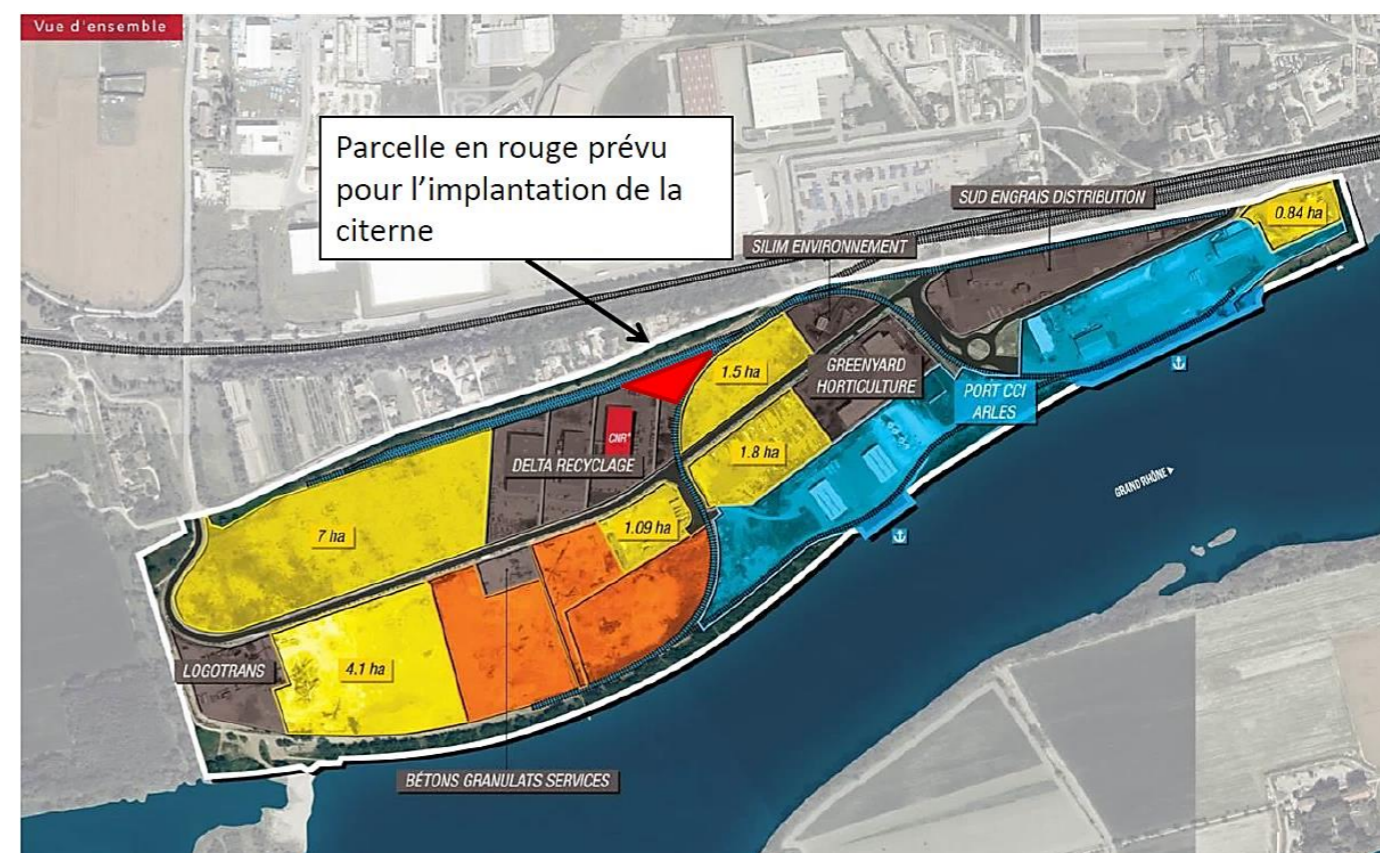 Vue d'ensemble
Parcelle en rouge prévu
pour l'implantation de la
citerne
SUD ENGRAIS DISTRIBUTION
0.84 ha
SILIM ENVIRONNEMENT
1.5 ha
GREENYARD
HORTICULTURE
PORT CCI
ARLES
CNR*
DELTA RECYCLAGE
1.8 ha
GRAND RHÔNE
7 ha
1.09 ha
LOGOTRANS
4.1 ha
BÉTONS GRANULATS SERVICES